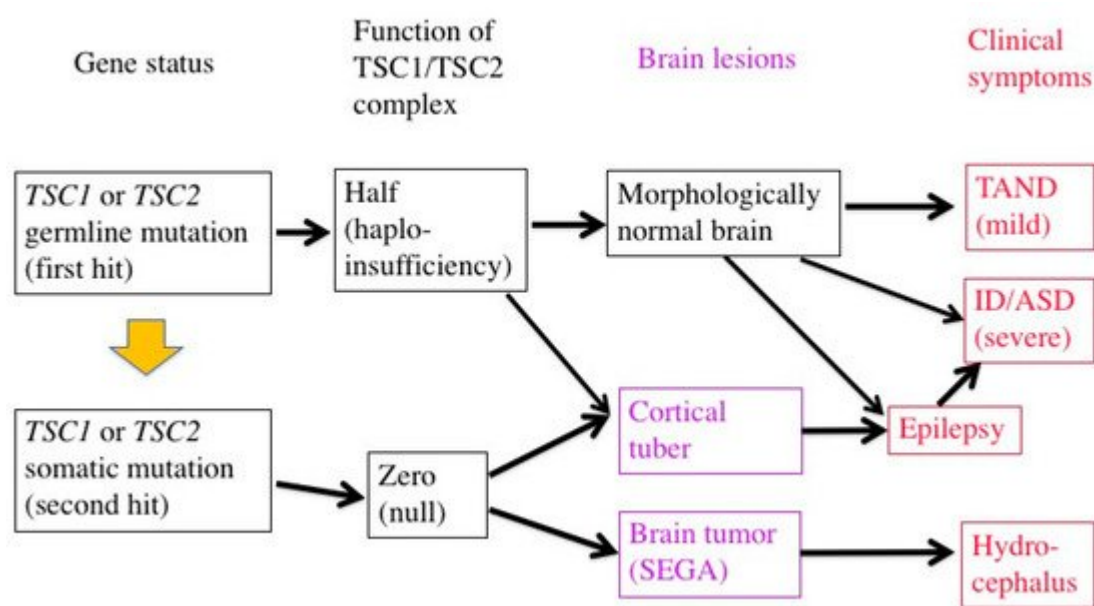 Gene status
Function of
TSC1/TSC2
complex
Brain lesions
Clinical
symptoms
TSC1 or TSC2
germline mutation
(first hit)
Half
(haplo-
insufficiency)
Morphologically
normal brain
TAND
(mild)
ID/ASD
(severe)
TSC1 or TSC2
somatic mutation
(second hit)
Zero
(null)
Cortical
tuber
Epilepsy
Brain tumor
(SEGA)
Hydro-
cephalus